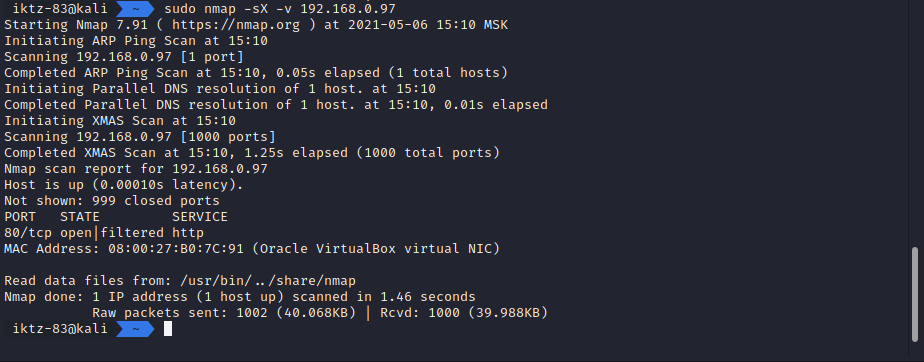 iktz-83@kali ~ sudo nmap -sX -v 192.168.0.97
Starting Nmap 7.91 ( https://nmap.org ) at 2021-05-06 15:10 MSK
Initiating ARP Ping Scan at 15:10
Scanning 192.168.0.97 [1 port]
Completed ARP Ping Scan at 15:10, 0.05s elapsed (1 total hosts)
Initiating Parallel DNS resolution of 1 host. at 15:10
Completed Parallel DNS resolution of 1 host. at 15:10, 0.01s elapsed
Initiating XMAS Scan at 15:10
Scanning 192.168.0.97 [1000 ports]
Completed XMAS Scan at 15:10, 1.25s elapsed (1000 total ports)
Nmap scan report for 192.168.0.97
Host is up (0.00010s latency).
Not shown: 999 closed ports
PORT   STATE         SERVICE
80/tcp open|filtered http
MAC Address: 08:00:27:B0:7C:91 (Oracle VirtualBox virtual NIC)
Read data files from: /usr/bin/../share/nmap
Nmap done: 1 IP address (1 host up) scanned in 1.46 seconds
Raw packets sent: 1002 (40.068KB) | Rcvd: 1000 (39.988KB)
iktz-83@kali ~